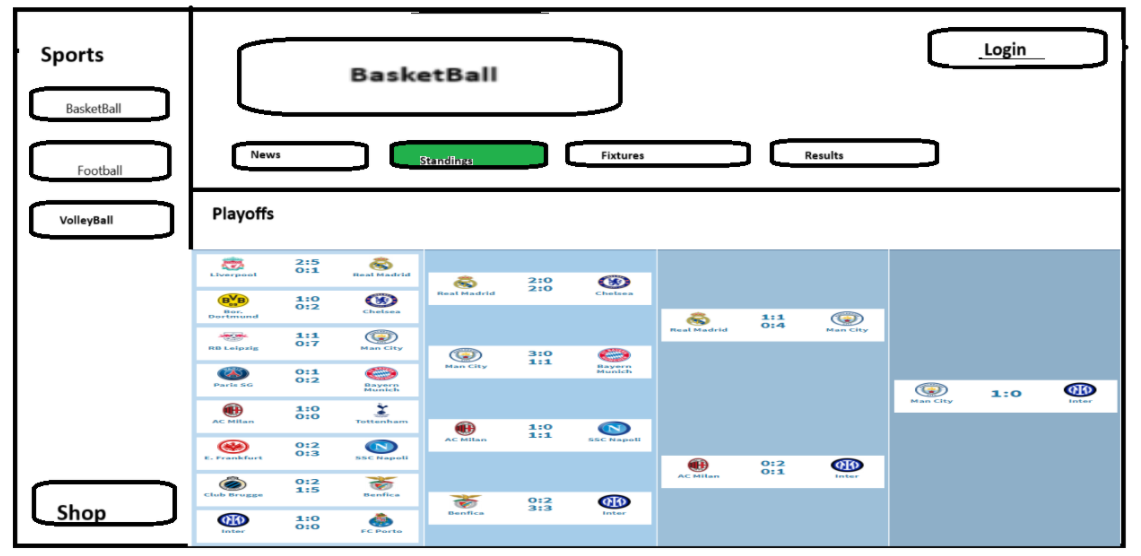 Sports
BasketBall
Football
VolleyBall
Shop
BasketBall
Login
News
Standings
Fixtures
Results
Playoffs
Liverpool 2:5 0:1 Real Madrid
Bor. Dortmund 1:0 0:2 Chelsea
RB Leipzig 1:1 0:7 Man City
Paris SG 0:1 0:2 Bayern Munich
AC Milan 1:0 0:0 Tottenham
E. Frankfurt 0:2 0:3 SSC Napoli
Club Brugge 0:2 1:5 Benfica
Inter 1:0 0:0 FC Porto
Real Madrid 2:0 2:0 Chelsea
Man City 3:0 1:1 Bayern Munich
AC Milan 1:0 1:1 SSC Napoli
Benfica 0:2 3:3 Inter
Real Madrid 1:1 0:4 Man City
AC Milan 0:2 0:1 Inter
Man City 1:0 Inter